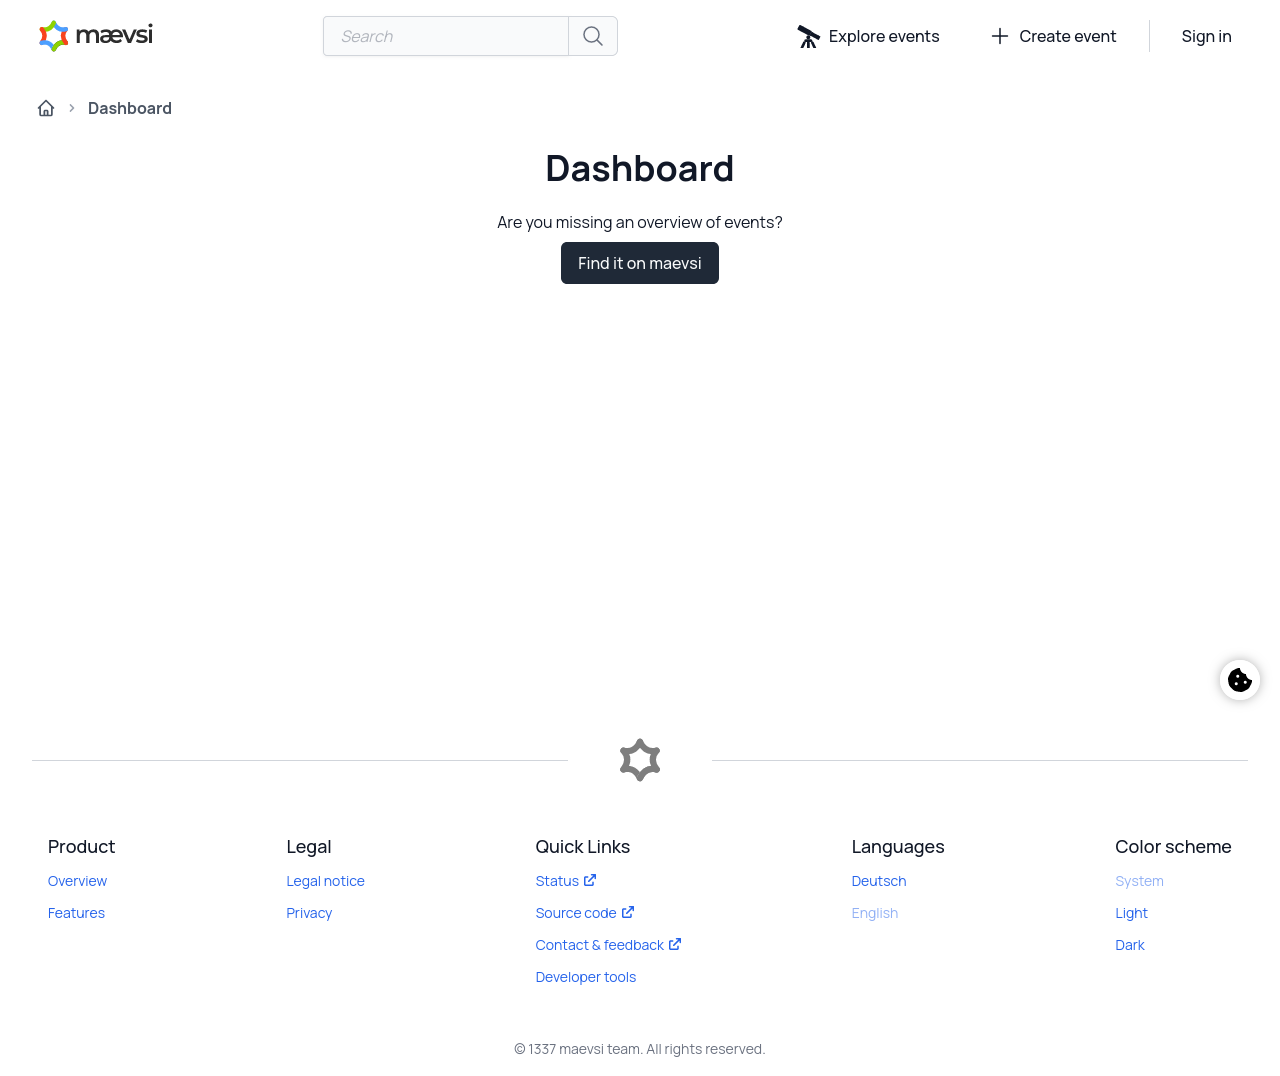 mævsi
Search
Explore events
Create event
Sign in
Dashboard
Dashboard
Are you missing an overview of events?
Find it on maevsi
Product
Overview
Features
Legal
Legal notice
Privacy
Quick Links
Status
Source code
Contact & feedback
Developer tools
Languages
Deutsch
English
Color scheme
System
Light
Dark
© 1337 maevsi team. All rights reserved.